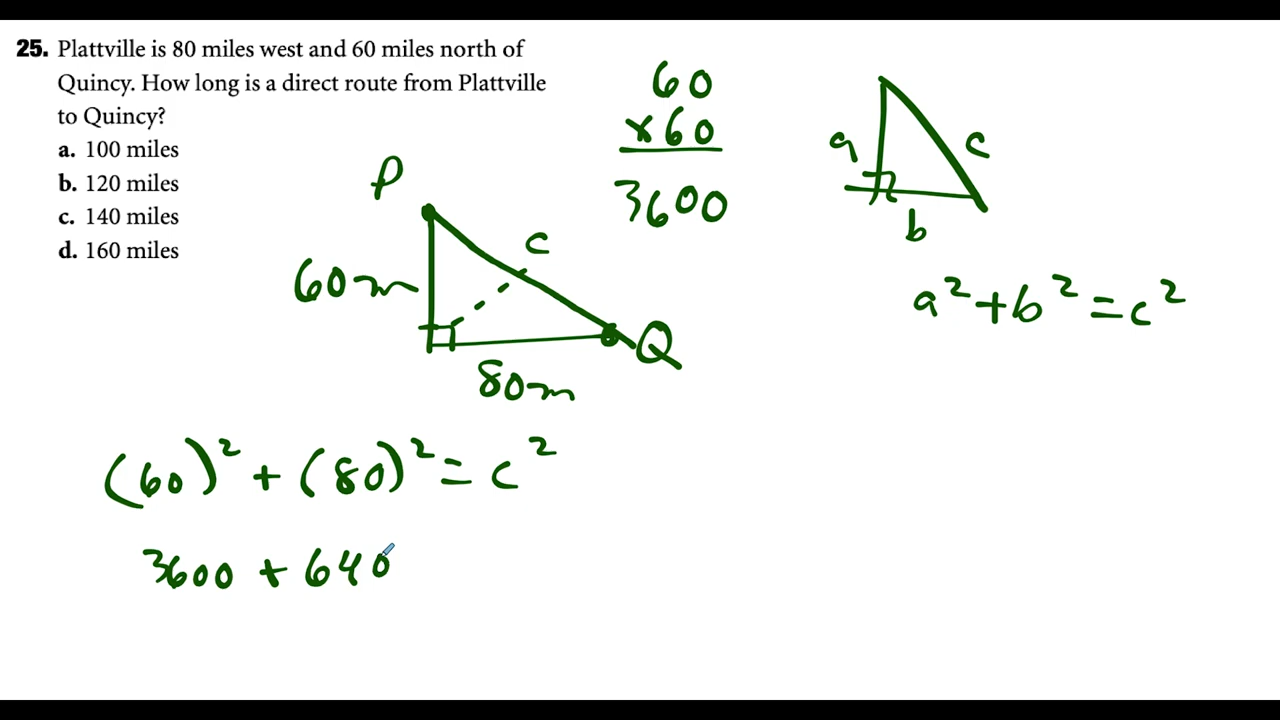 25. Plattville is 80 miles west and 60 miles north of
Quincy. How long is a direct route from Plattville
to Quincy?
a. 100 miles
b. 120 miles
c. 140 miles
d. 160 miles
60
×60
3600
P
60m
c
Q
80m
a
c
b
a² + b² = c²
(60)² + (80)² = c²
3600 + 640